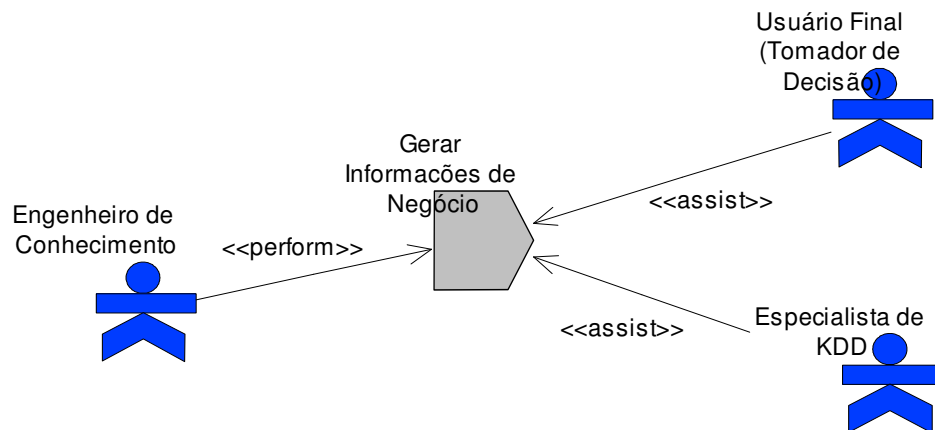 Usuário Final
(Tomador de
Decisão)
Gerar
Informacões de
Negócio
<<assist>>
Engenheiro de
Conhecimento
<<perform>>
<<assist>>
Especialista de
KDD